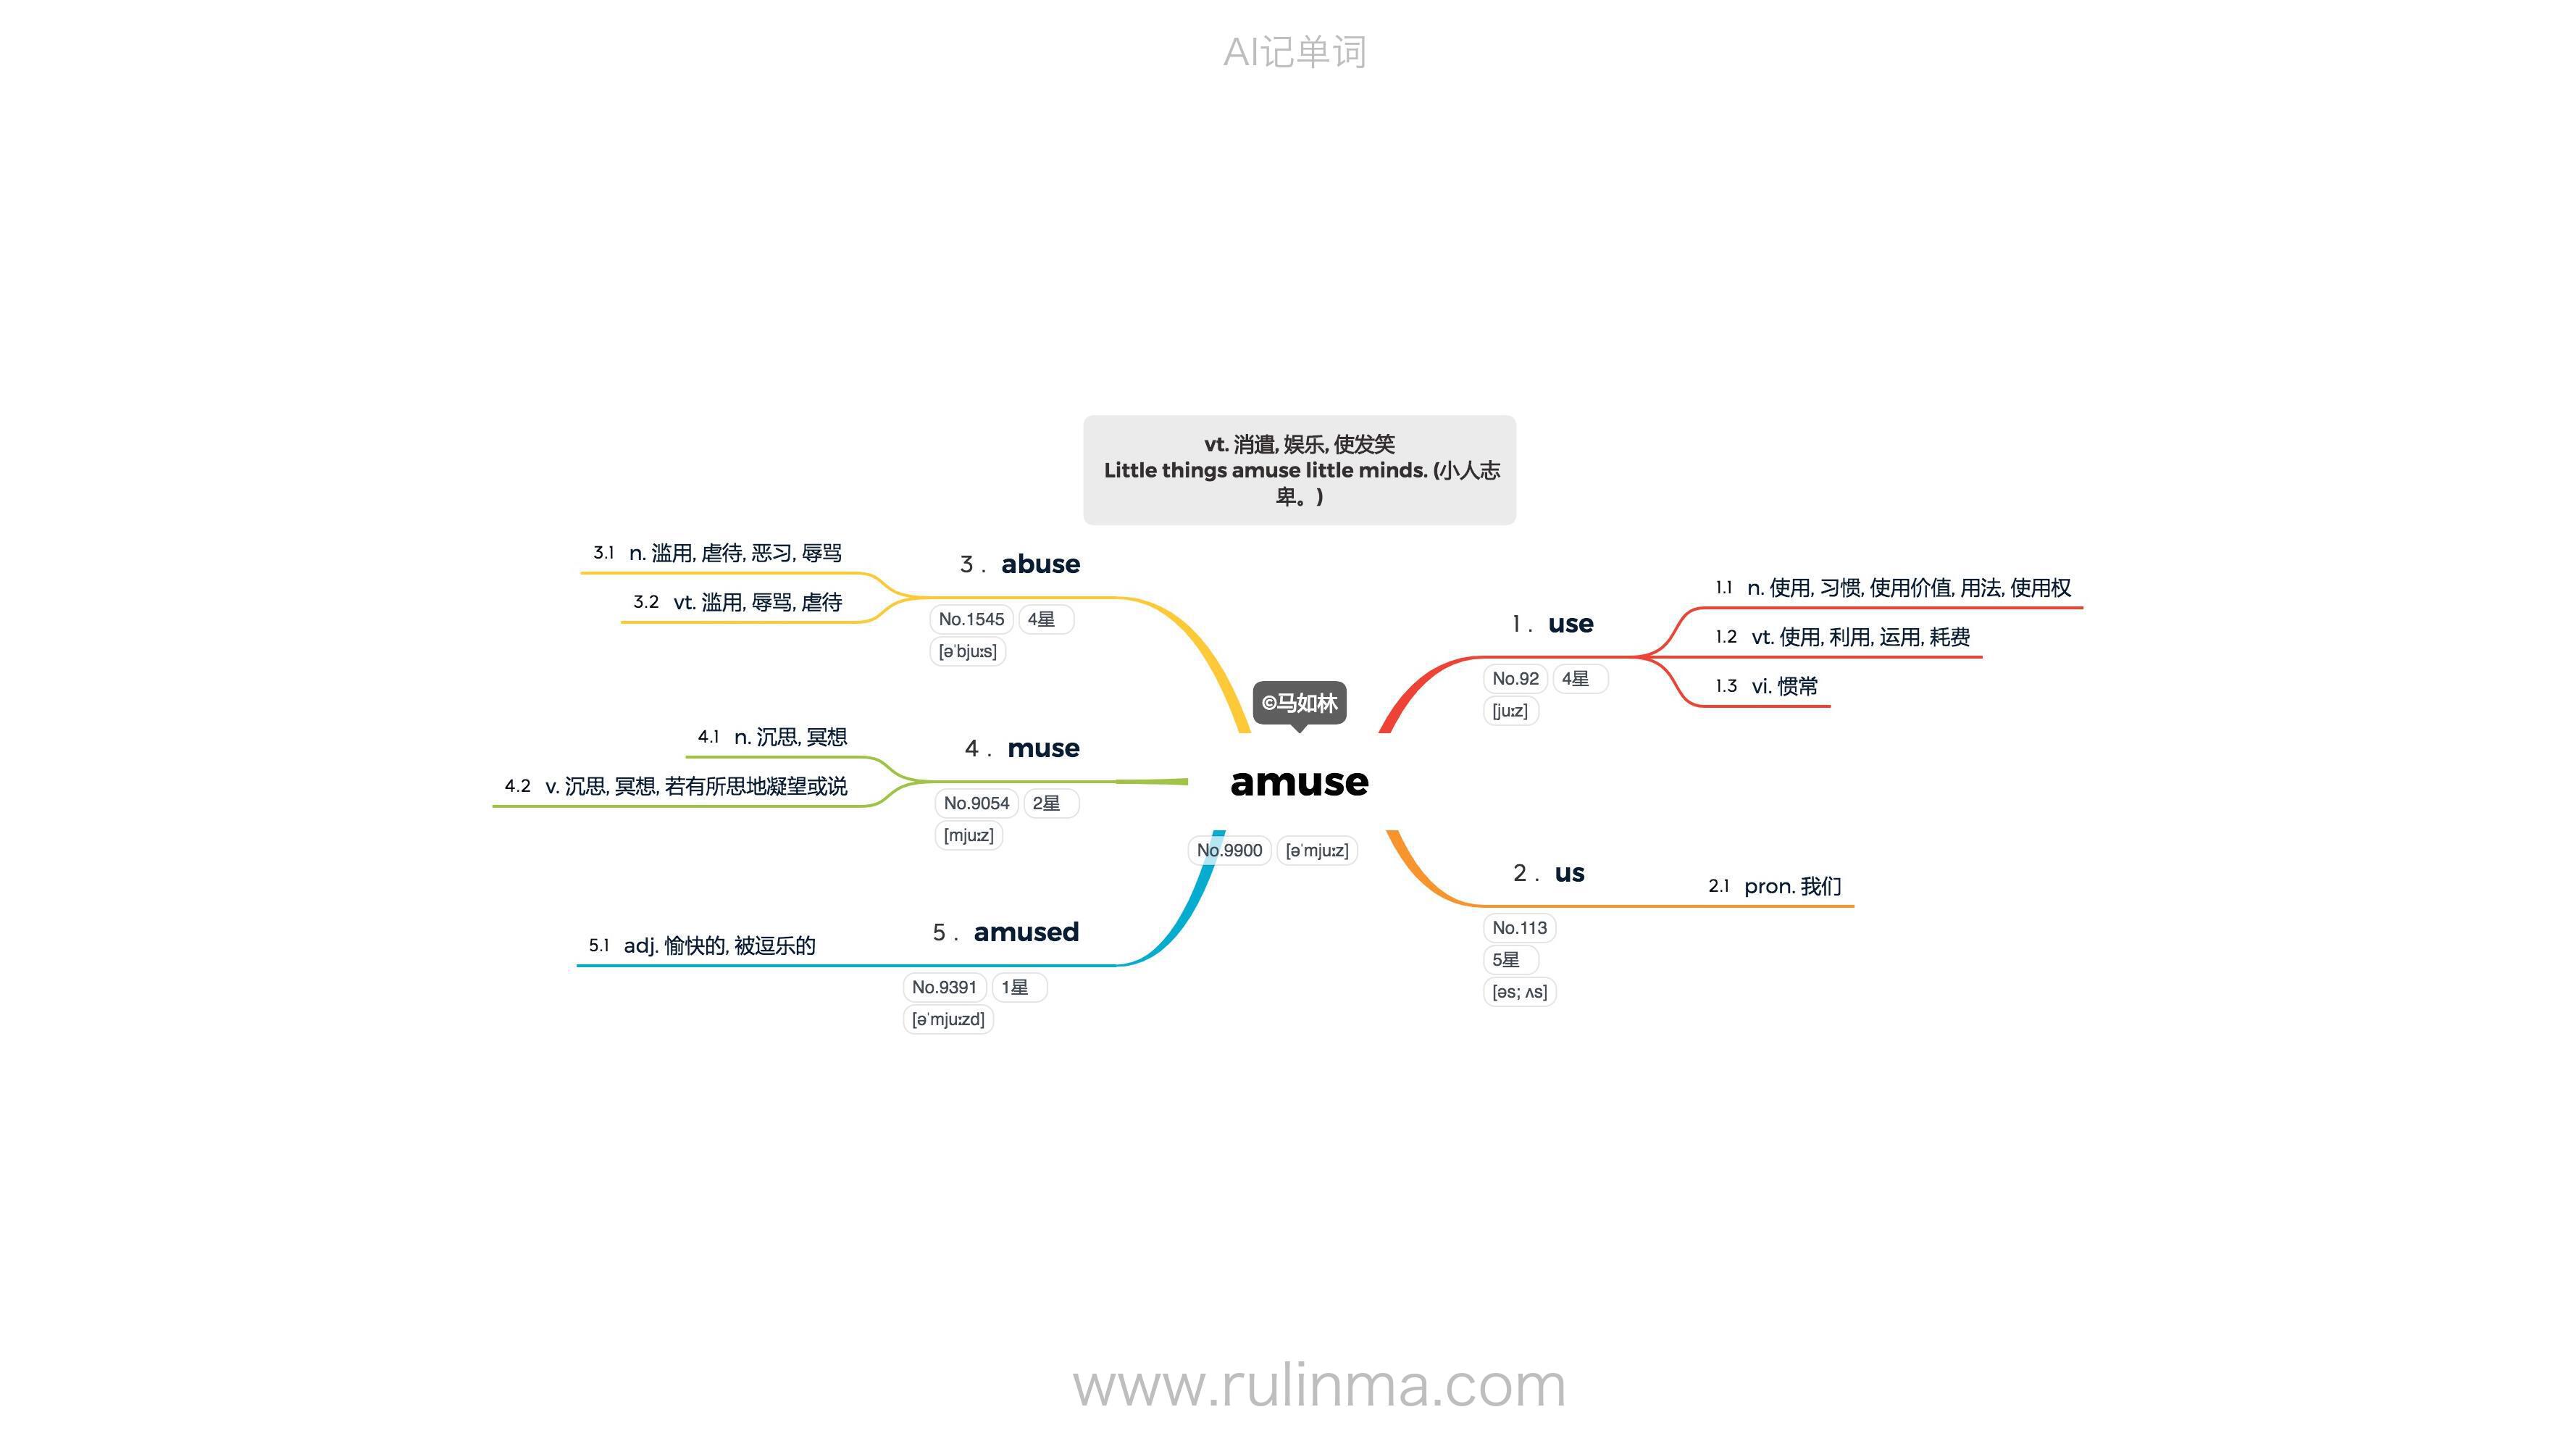 AI记单词
vt. 消遣, 娱乐, 使发笑
Little things amuse little minds. (小人志
卑。)
©马如林
amuse
No.9900 [əˈmjuːz]
1 . use
No.92 4星
[juːz]
1.1 n. 使用, 习惯, 使用价值, 用法, 使用权
1.2 vt. 使用, 利用, 运用, 耗费
1.3 vi. 惯常
2 . us
No.113
5星
[əs; ʌs]
2.1 pron. 我们
3 . abuse
No.1545 4星
[əˈbjuːs]
3.1 n. 滥用, 虐待, 恶习, 辱骂
3.2 vt. 滥用, 辱骂, 虐待
4 . muse
No.9054 2星
[mjuːz]
4.1 n. 沉思, 冥想
4.2 v. 沉思, 冥想, 若有所思地凝望或说
5 . amused
No.9391 1星
[əˈmjuːzd]
5.1 adj. 愉快的, 被逗乐的
www.rulinma.com